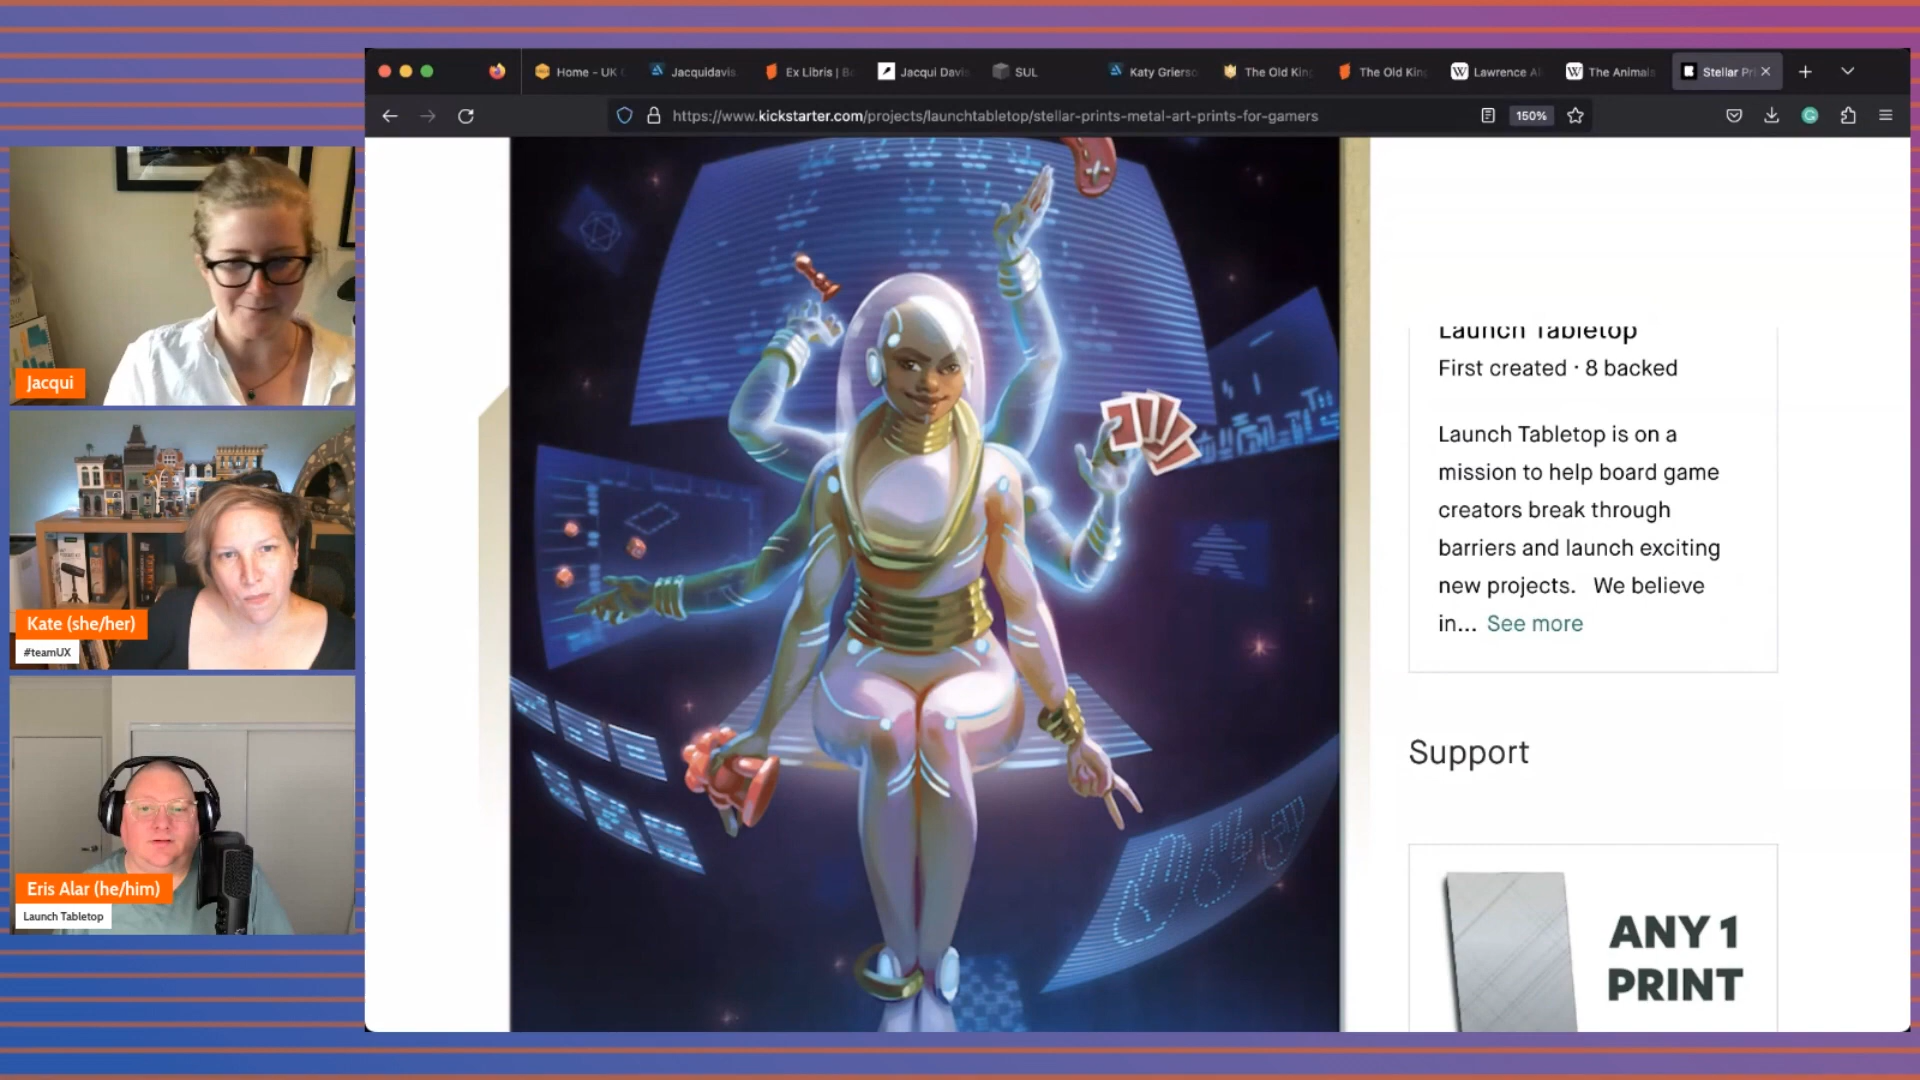 Home - UK
Jacquidavis
Ex Libris | B
Jacqui Davi
SUL
Katy Grierso
The Old Kin
The Old Kin
Lawrence Al
The Animals
Stellar Pr
https://www.kickstarter.com/projects/launchtabletop/stellar-prints-metal-art-prints-for-gamers
150%
Jacqui
Kate (she/her)
#teamUX
Eris Alar (he/him)
Launch Tabletop
Launch Tabletop
First created · 8 backed
Launch Tabletop is on a
mission to help board game
creators break through
barriers and launch exciting
new projects. We believe
in... See more
Support
ANY 1
PRINT